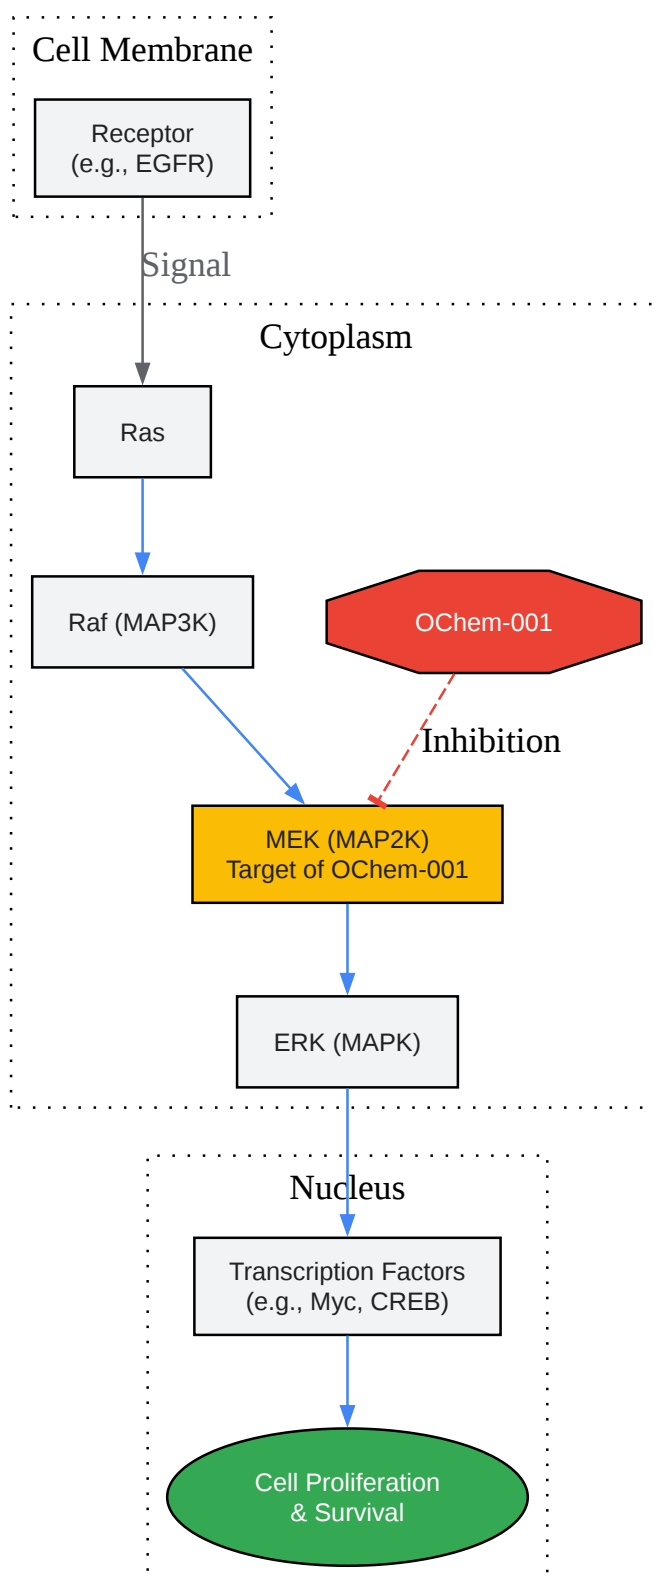 Cell Membrane
Receptor
(e.g., EGFR)
Signal
Cytoplasm
Ras
Raf (MAP3K)
OChem-001
Inhibition
MEK (MAP2K)
Target of OChem-001
ERK (MAPK)
Nucleus
Transcription Factors
(e.g., Myc, CREB)
Cell Proliferation
& Survival